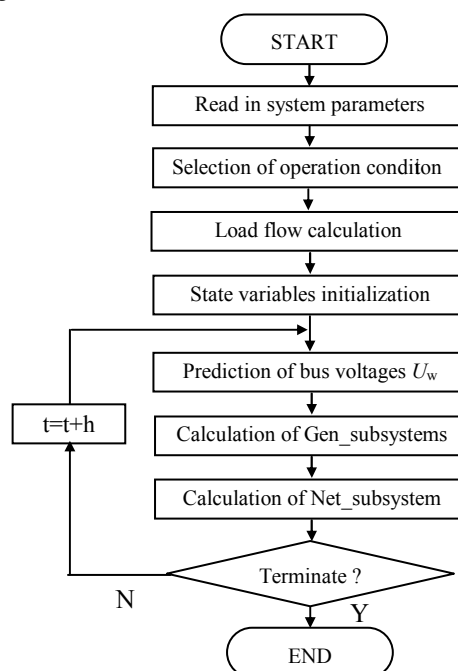 START
Read in system parameters
Selection of operation condition
Load flow calculation
State variables initialization
Prediction of bus voltages Uw
t=t+h
Calculation of Gen_subsystems
Calculation of Net_subsystem
Terminate ?
N
Y
END